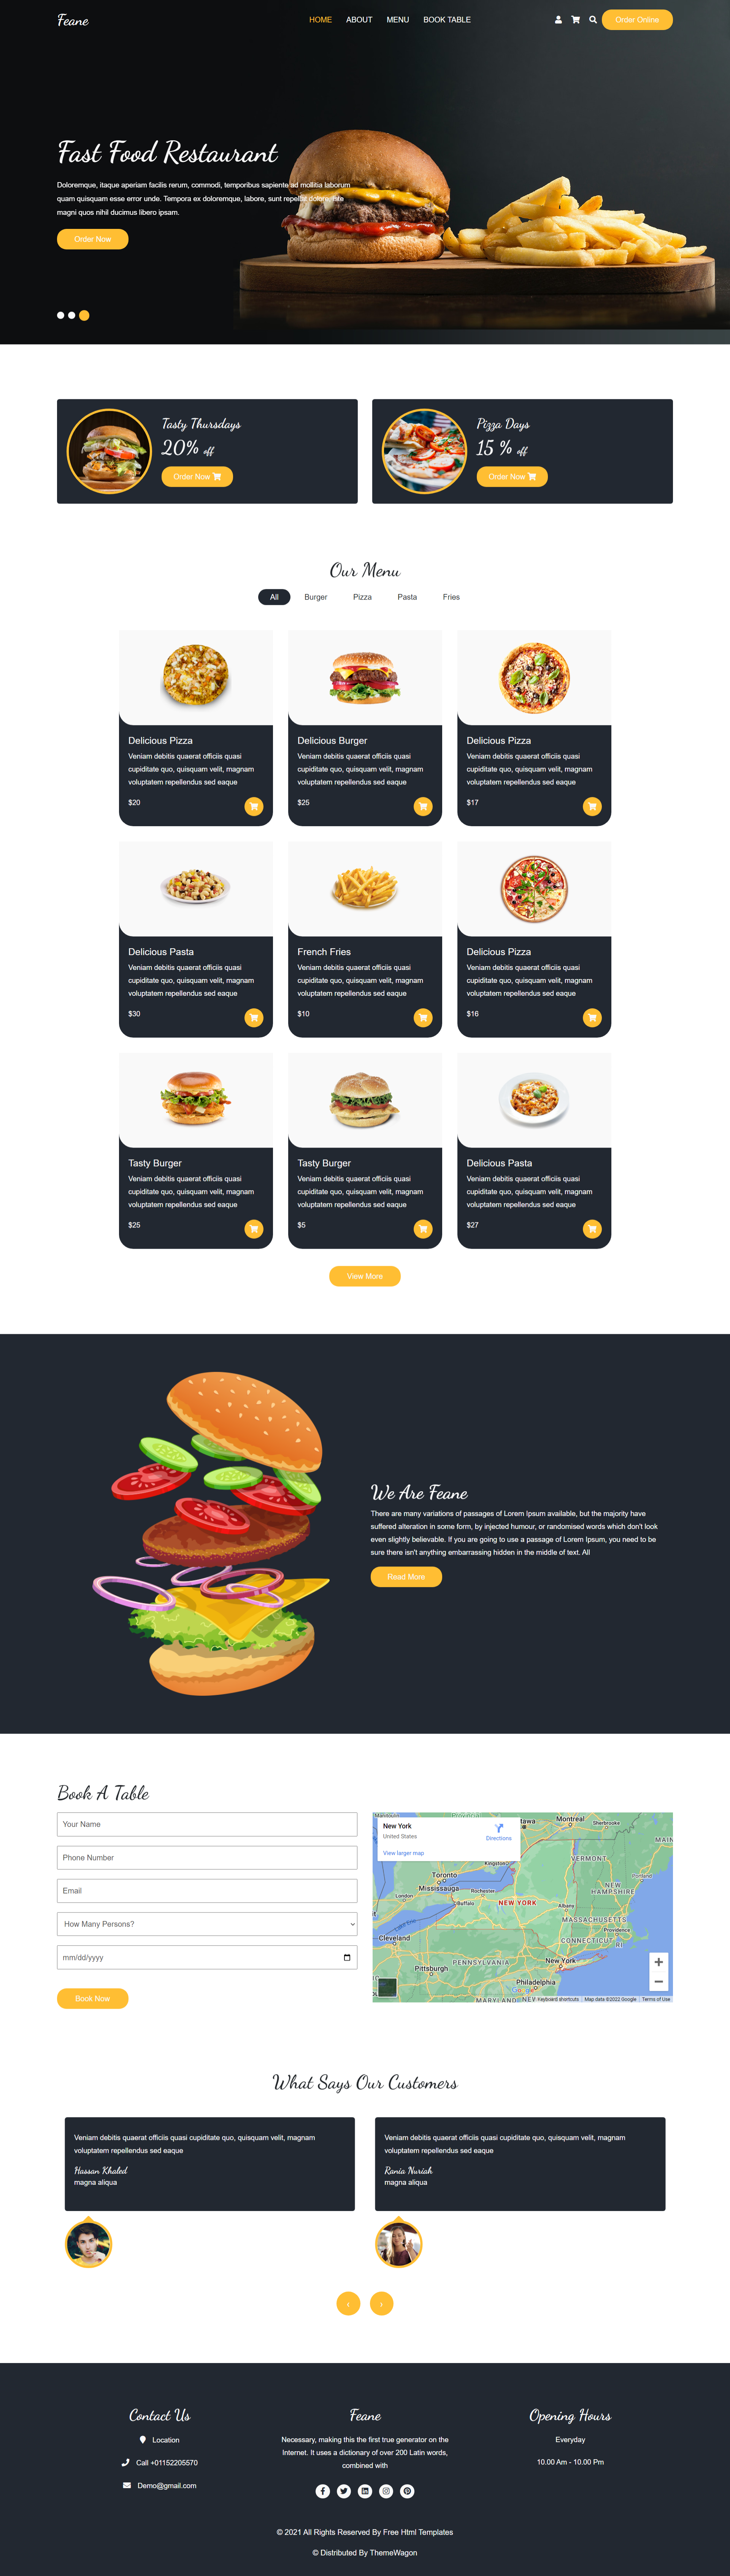 Feane
HOME ABOUT MENU BOOK TABLE
Order Online
Fast Food Restaurant
Doloremque, itaque aperiam facilis rerum, commodi, temporibus sapiente ad mollitia laborum
quam quisquam esse error unde. Tempora ex doloremque, labore, sunt repellat dolore, iste
magni quos nihil ducimus libero ipsam.
Order Now
Tasty Thursdays
20% off
Order Now
Pizza Days
15 % off
Order Now
Our Menu
All Burger Pizza Pasta Fries
Delicious Pizza
Veniam debitis quaerat officiis quasi
cupiditate quo, quisquam velit, magnam
voluptatem repellendus sed eaque
$20
Delicious Burger
Veniam debitis quaerat officiis quasi
cupiditate quo, quisquam velit, magnam
voluptatem repellendus sed eaque
$25
Delicious Pizza
Veniam debitis quaerat officiis quasi
cupiditate quo, quisquam velit, magnam
voluptatem repellendus sed eaque
$17
Delicious Pasta
Veniam debitis quaerat officiis quasi
cupiditate quo, quisquam velit, magnam
voluptatem repellendus sed eaque
$30
French Fries
Veniam debitis quaerat officiis quasi
cupiditate quo, quisquam velit, magnam
voluptatem repellendus sed eaque
$10
Delicious Pizza
Veniam debitis quaerat officiis quasi
cupiditate quo, quisquam velit, magnam
voluptatem repellendus sed eaque
$16
Tasty Burger
Veniam debitis quaerat officiis quasi
cupiditate quo, quisquam velit, magnam
voluptatem repellendus sed eaque
$25
Tasty Burger
Veniam debitis quaerat officiis quasi
cupiditate quo, quisquam velit, magnam
voluptatem repellendus sed eaque
$5
Delicious Pasta
Veniam debitis quaerat officiis quasi
cupiditate quo, quisquam velit, magnam
voluptatem repellendus sed eaque
$27
View More
We Are Feane
There are many variations of passages of Lorem Ipsum available, but the majority have
suffered alteration in some form, by injected humour, or randomised words which don't look
even slightly believable. If you are going to use a passage of Lorem Ipsum, you need to be
sure there isn't anything embarrassing hidden in the middle of text. All
Read More
Book A Table
Your Name
Phone Number
Email
How Many Persons?
mm/dd/yyyy
Book Now
New York
United States
Directions
View larger map
Ottawa
Montreal
Sherbrooke
MAIN
VERMONT
Kingston
Toronto
Mississauga
Rochester
London
Buffalo
NEW YORK
Albany
NEW
HAMPSHIRE
Portland
MASSACHUSETTS
Lake Erie
Cleveland
Providence
CONNECTICUT
RI
PENNSYLVANIA
New York
Pittsburgh
Philadelphia
MARYLAND
Google
Keyboard shortcuts Map data ©2022 Google Terms of Use
What Says Our Customers
Veniam debitis quaerat officiis quasi cupiditate quo, quisquam velit, magnam
voluptatem repellendus sed eaque
Hassan Khaled
magna aliqua
Veniam debitis quaerat officiis quasi cupiditate quo, quisquam velit, magnam
voluptatem repellendus sed eaque
Rania Nuriah
magna aliqua
Contact Us
Location
Call +01152205570
Demo@gmail.com
Feane
Necessary, making this the first true generator on the
Internet. It uses a dictionary of over 200 Latin words,
combined with
Opening Hours
Everyday
10.00 Am - 10.00 Pm
© 2021 All Rights Reserved By Free Html Templates
© Distributed By ThemeWagon